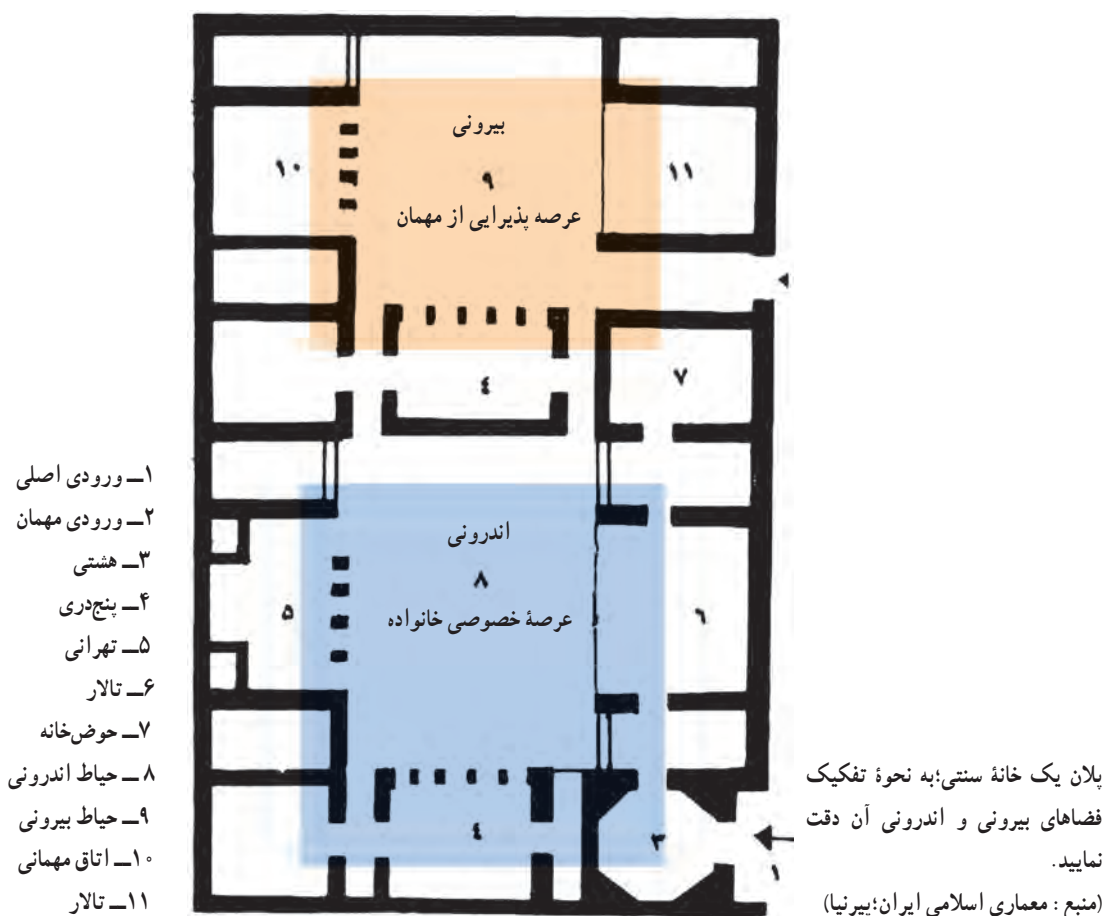 بیرونی
۹
عرصه پذیرایی از مهمان
۱۰
۱۱
۴
۷
اندرونی
۸
عرصهٔ خصوصی خانواده
۵
۶
۴
۳
۱
۱ــ ورودی اصلی
۲ــ ورودی مهمان
۳ــ هشتی
۴ــ پنج‌دری
۵ــ تهرانی
۶ــ تالار
۷ــ حوض‌خانه
۸ ــ حیاط اندرونی
۹ــ حیاط بیرونی
۱۰ــ اتاق مهمانی
۱۱ــ تالار
پلان یک خانهٔ سنتی؛به نحوهٔ تفکیک
فضاهای بیرونی و اندرونی آن دقت
نمایید.
(منبع : معماری اسلامی ایران؛پیرنیا)